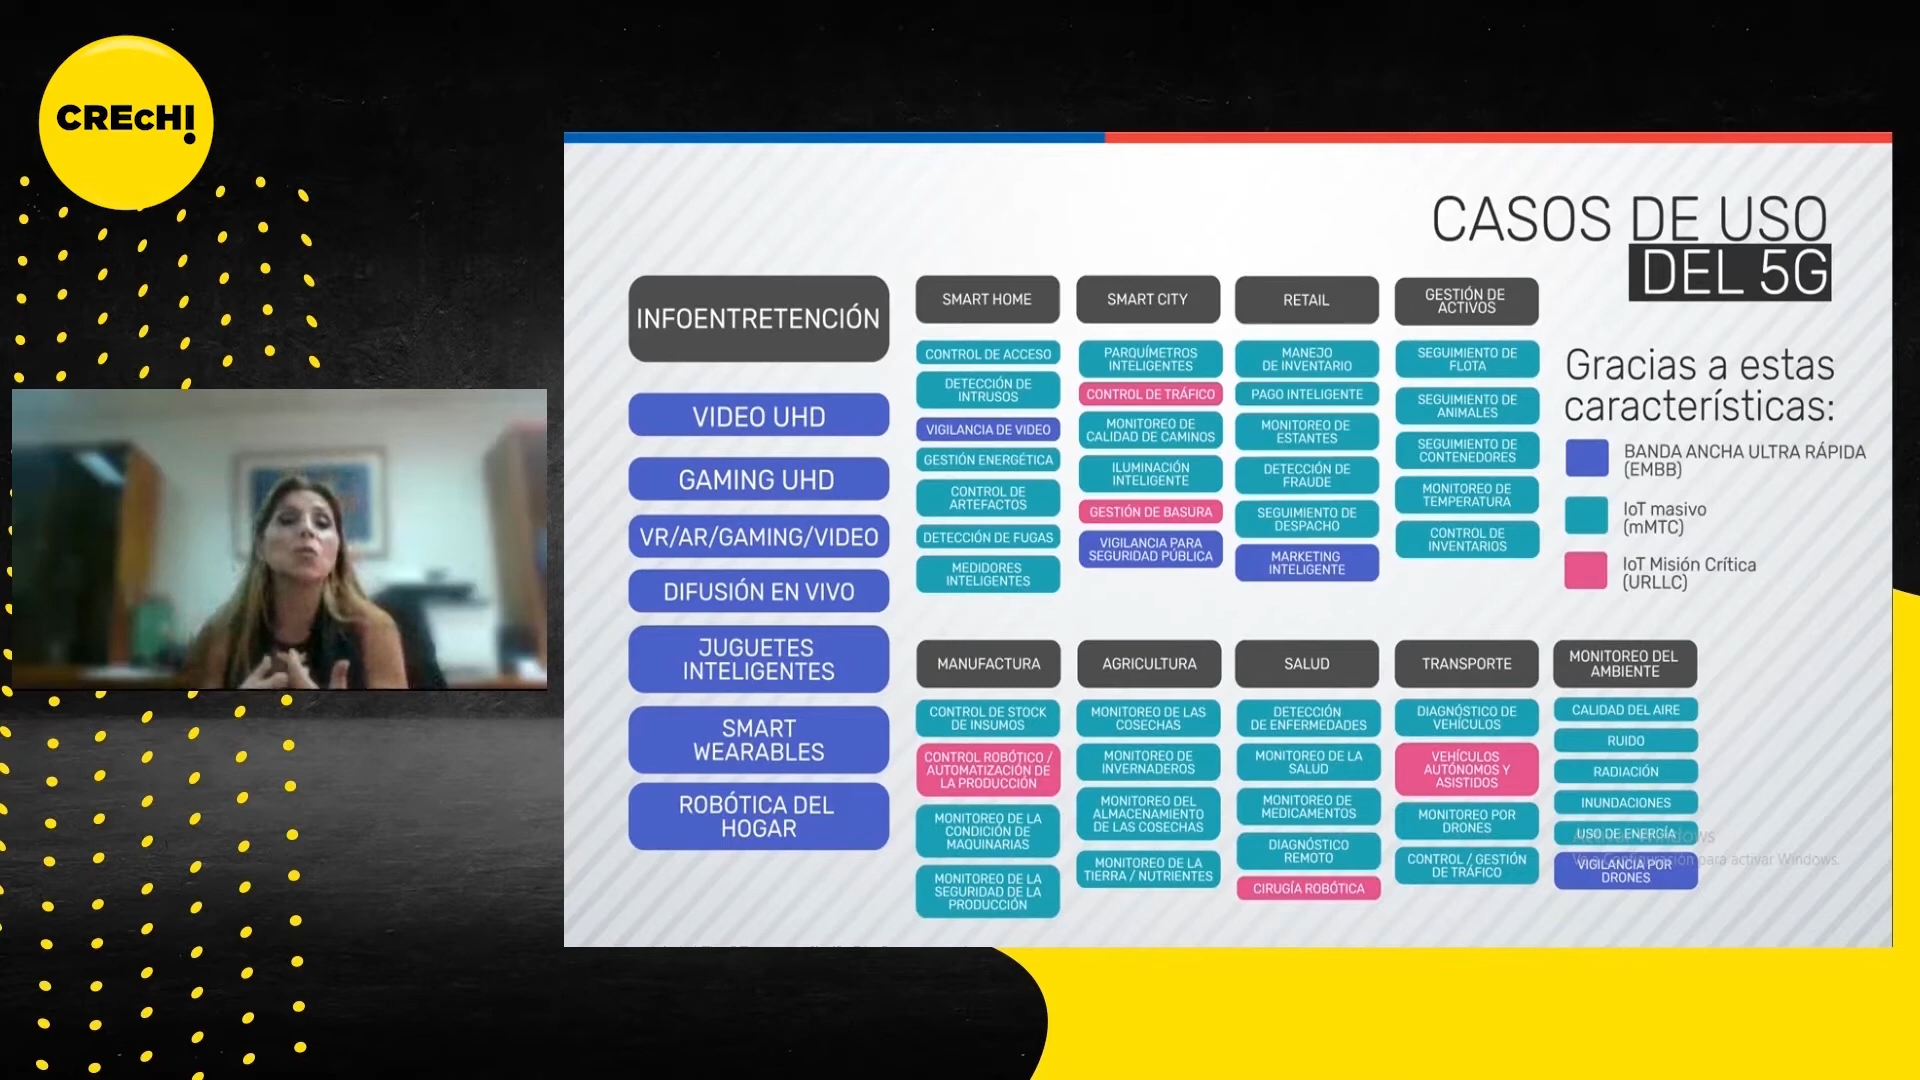 CREcH!
CASOS DE USO
DEL 5G
INFOENTRETENCIÓN
VIDEO UHD
GAMING UHD
VR/AR/GAMING/VIDEO
DIFUSIÓN EN VIVO
JUGUETES
INTELIGENTES
SMART
WEARABLES
ROBÓTICA DEL
HOGAR
SMART HOME
CONTROL DE ACCESO
DETECCIÓN DE
INTRUSOS
VIGILANCIA DE VIDEO
GESTIÓN ENERGÉTICA
CONTROL DE
ARTEFACTOS
DETECCIÓN DE FUGAS
MEDIDORES
INTELIGENTES
SMART CITY
PARQUÍMETROS
INTELIGENTES
CONTROL DE TRÁFICO
MONITOREO DE
CALIDAD DE CAMINOS
ILUMINACIÓN
INTELIGENTE
GESTIÓN DE BASURA
VIGILANCIA PARA
SEGURIDAD PÚBLICA
RETAIL
MANEJO
DE INVENTARIO
PAGO INTELIGENTE
MONITOREO DE
ESTANTES
DETECCIÓN DE
FRAUDE
SEGUIMIENTO DE
DESPACHO
MARKETING
INTELIGENTE
GESTIÓN DE
ACTIVOS
SEGUIMIENTO DE
FLOTA
SEGUIMIENTO DE
ANIMALES
SEGUIMIENTO DE
CONTENEDORES
MONITOREO DE
TEMPERATURA
CONTROL DE
INVENTARIOS
Gracias a estas
características:
BANDA ANCHA ULTRA RÁPIDA
(EMBB)
IoT masivo
(mMTC)
IoT Misión Crítica
(URLLC)
MANUFACTURA
CONTROL DE STOCK
DE INSUMOS
CONTROL ROBÓTICO /
AUTOMATIZACIÓN DE
LA PRODUCCIÓN
MONITOREO DE LA
CONDICIÓN DE
MAQUINARIAS
MONITOREO DE LA
SEGURIDAD DE LA
PRODUCCIÓN
AGRICULTURA
MONITOREO DE LAS
COSECHAS
MONITOREO DE
INVERNADEROS
MONITOREO DEL
ALMACENAMIENTO
DE LAS COSECHAS
MONITOREO DE LA
TIERRA / NUTRIENTES
SALUD
DETECCIÓN
DE ENFERMEDADES
MONITOREO DE LA
SALUD
MONITOREO DE
MEDICAMENTOS
DIAGNÓSTICO
REMOTO
CIRUGÍA ROBÓTICA
TRANSPORTE
DIAGNÓSTICO DE
VEHÍCULOS
VEHÍCULOS
AUTÓNOMOS Y
ASISTIDOS
MONITOREO POR
DRONES
CONTROL / GESTIÓN
DE TRÁFICO
MONITOREO DEL
AMBIENTE
CALIDAD DEL AIRE
RUIDO
RADIACIÓN
INUNDACIONES
USO DE ENERGÍA
VIGILANCIA POR
DRONES
Activar Windows
Ve a Configuración para activar Windows.